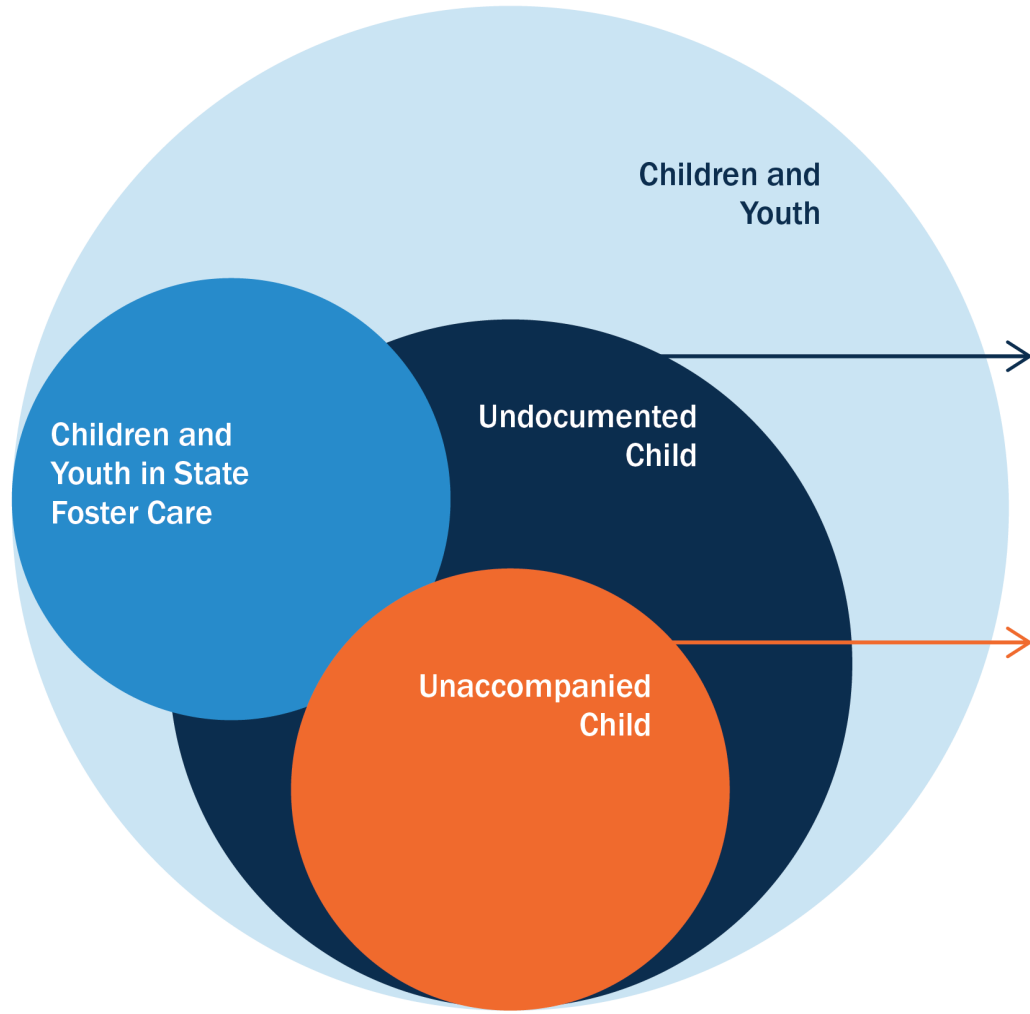 Children and
Youth
Undocumented
Child
Children and
Youth in State
Foster Care
Unaccompanied
Child